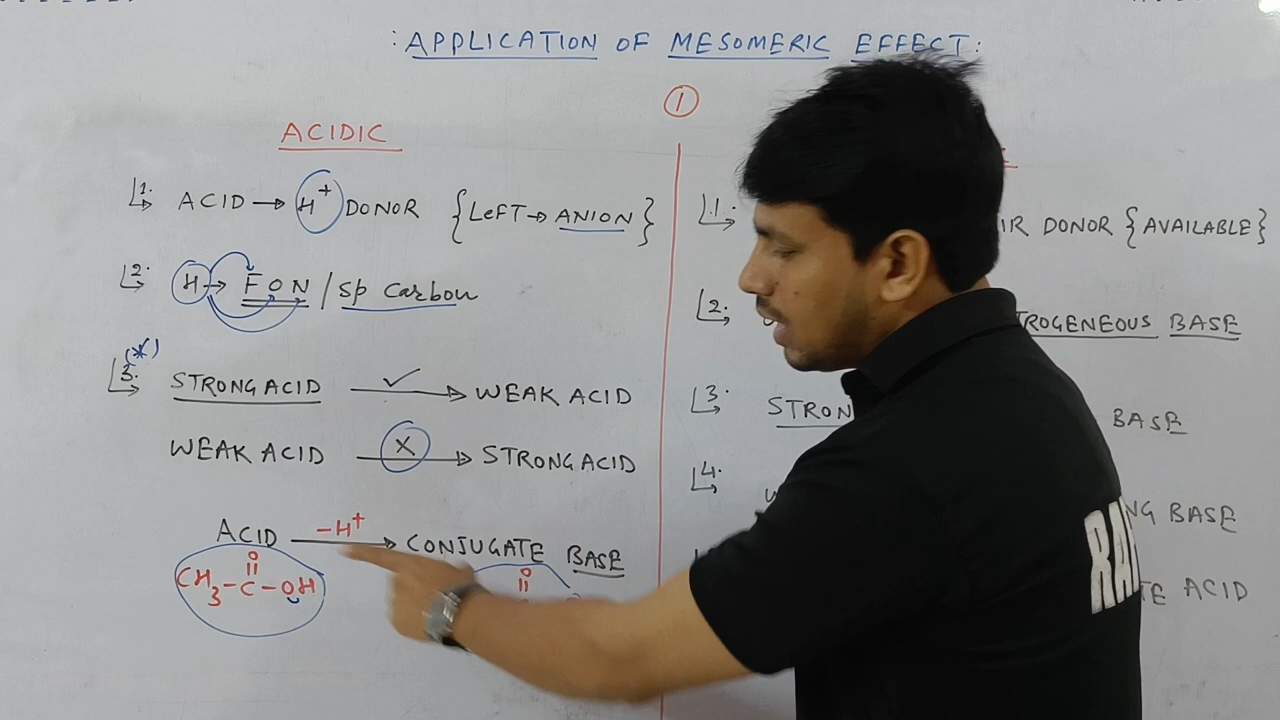 : APPLICATION OF MESOMERIC EFFECT :
①
ACIDIC
1. ACID → H⁺ DONOR {LEFT → ANION}
2. H → F O N / sp carbon
(*)
3. STRONG ACID ✓→ WEAK ACID
WEAK ACID X→ STRONG ACID
ACID −H⁺→ CONJUGATE BASE
O
CH₃−C−OH
O
1. IR DONOR {AVAILABLE}
2. TROGENEOUS BASE
3. STRON BASE
4. NG BASE
TE ACID
RAN